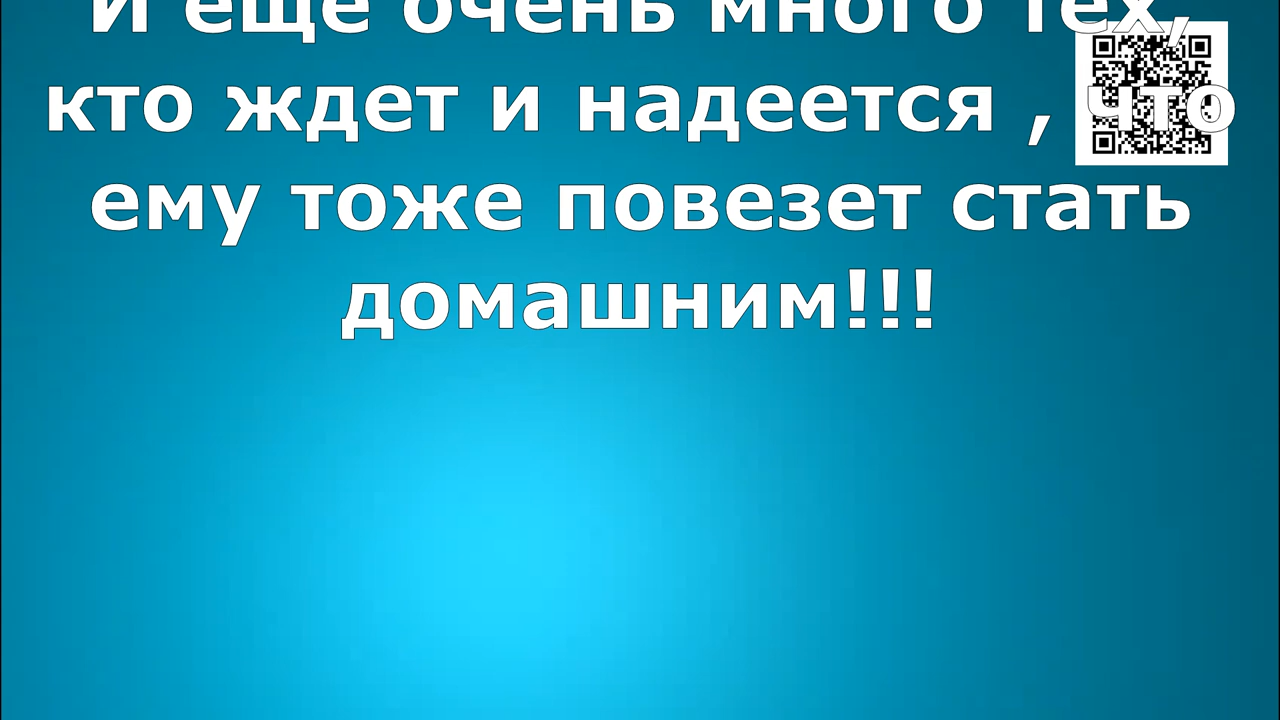 И еще очень много тех,
кто ждет и надеется , что
ему тоже повезет стать
домашним!!!